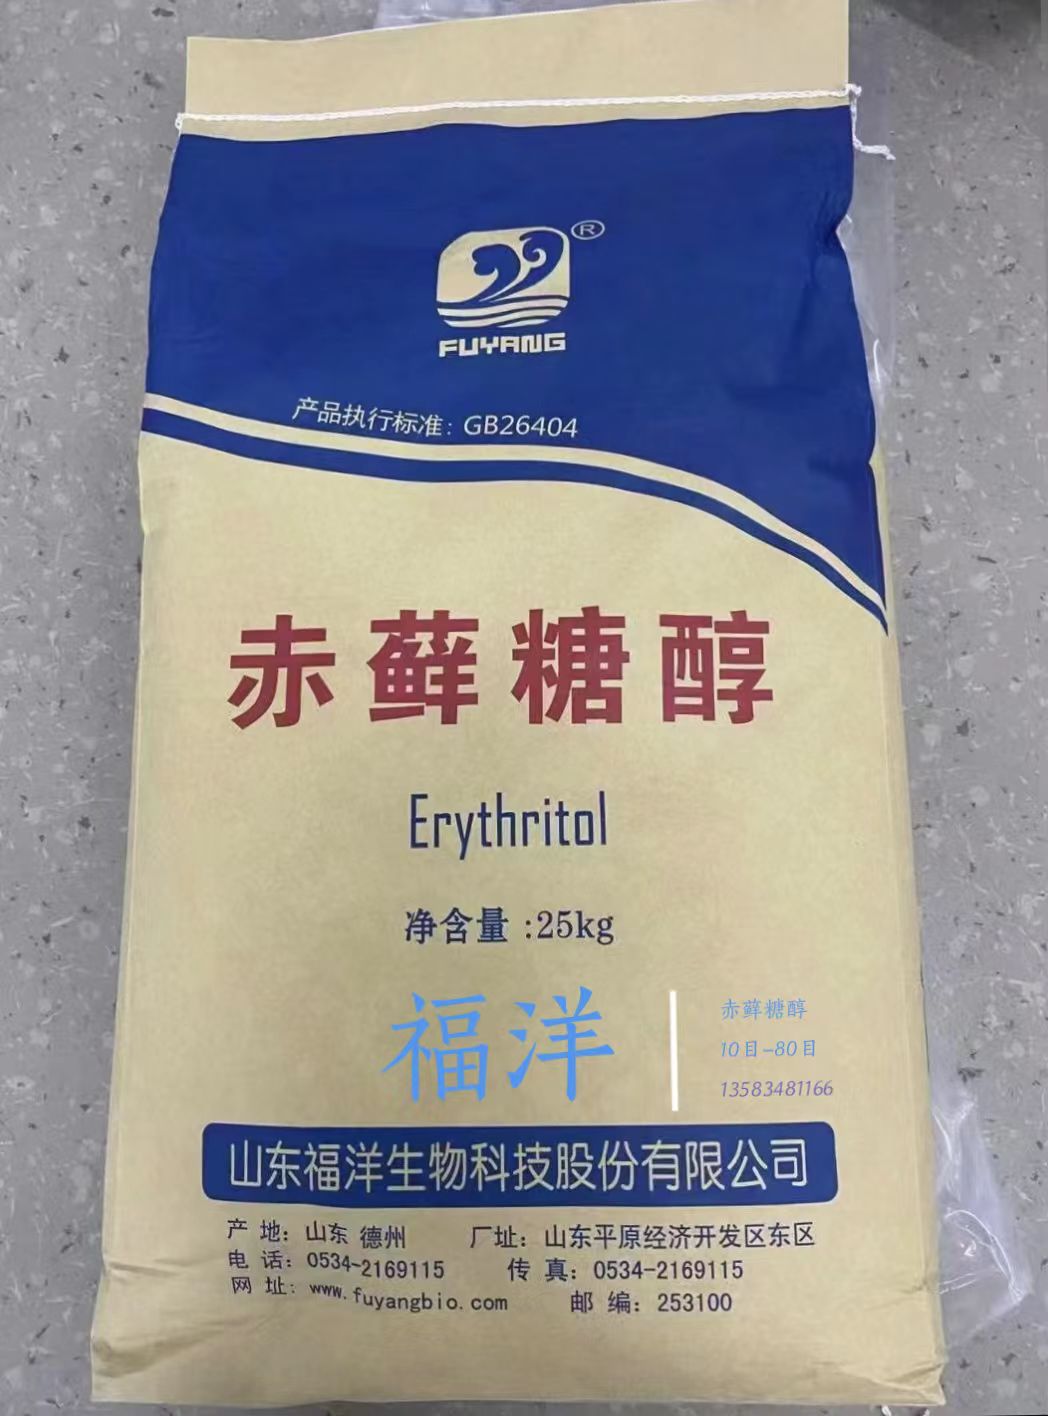 ®
FUYANG
产品执行标准：GB26404
赤藓糖醇
Erythritol
净含量：25kg
福洋
赤藓糖醇
10目-80目
13583481166
山东福洋生物科技股份有限公司
产 地：山东 德州 厂址：山东平原经济开发区东区
电 话：0534-2169115 传 真：0534-2169115
网 址：www.fuyangbio.com 邮 编：253100